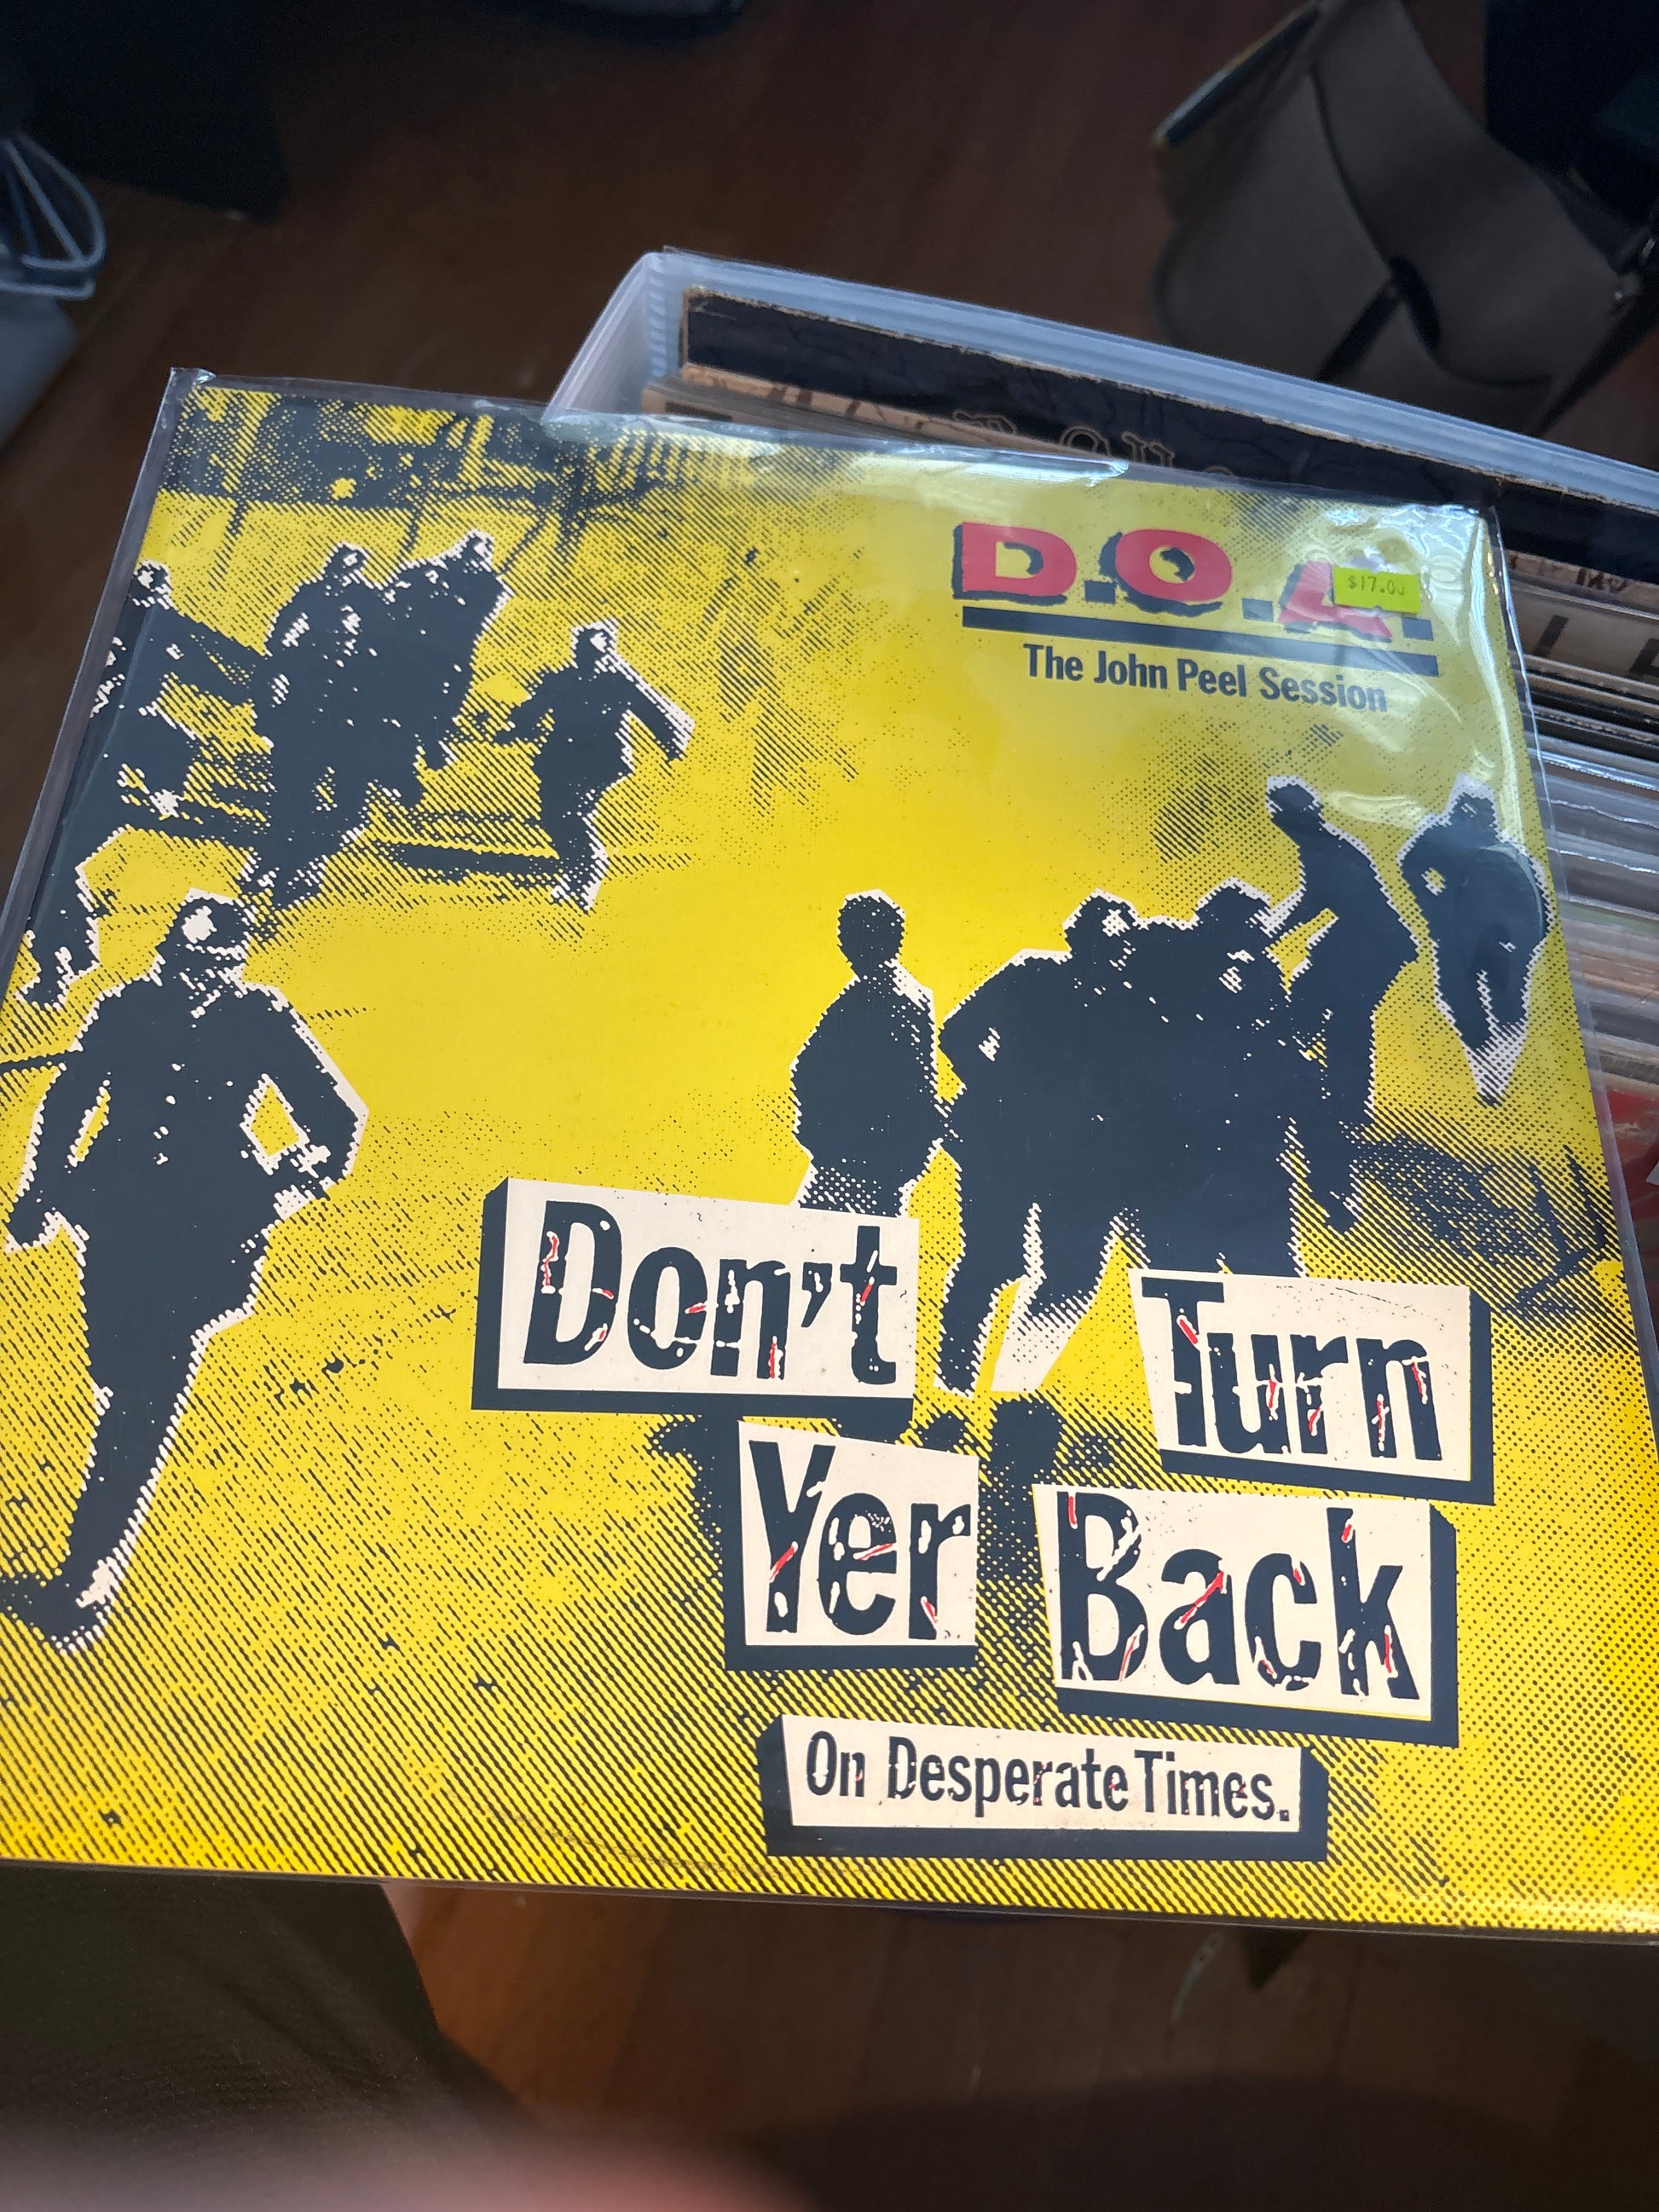 D.O.A.
$17.00
The John Peel Session
Don't Turn
Yer Back
On Desperate Times.